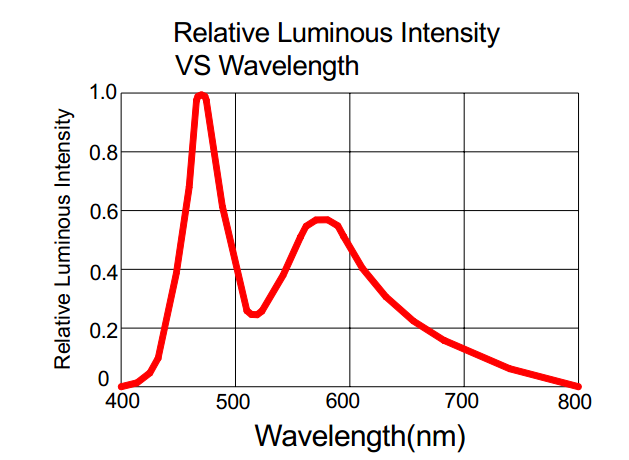 Relative Luminous Intensity
VS Wavelength
Relative Luminous Intensity
1.0
0.8
0.6
0.4
0.2
0
400 500 600 700 800
Wavelength(nm)